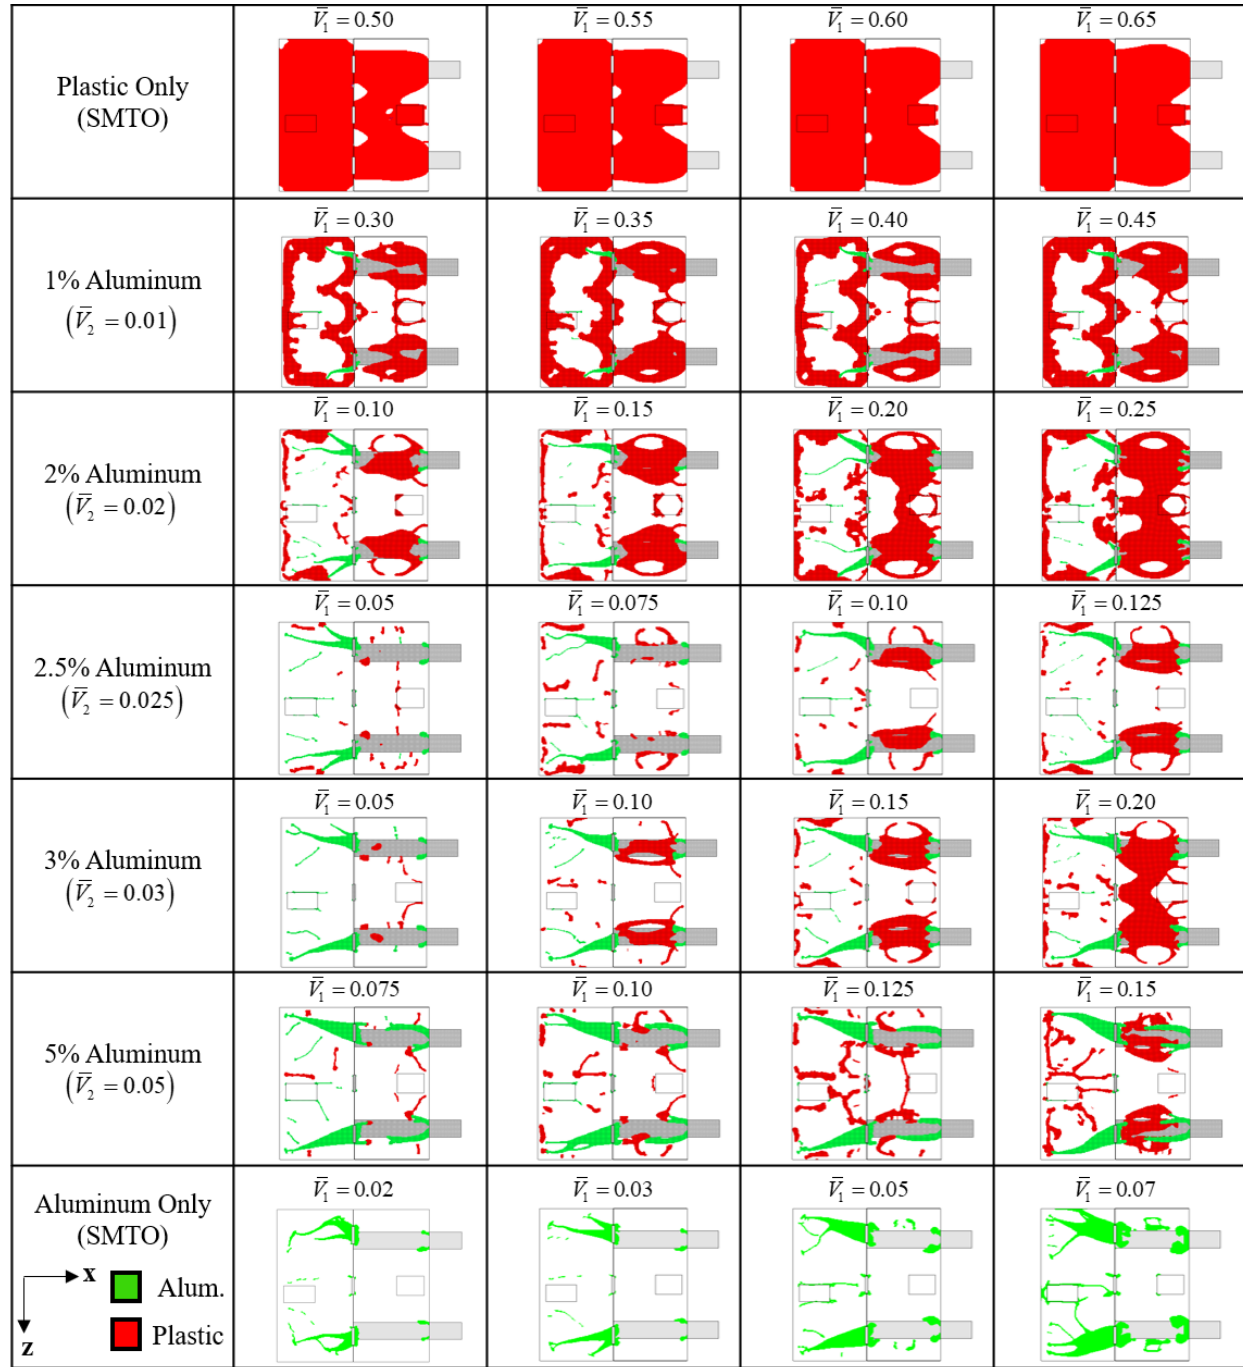 Plastic Only
(SMTO)
V̅₁ = 0.50
V̅₁ = 0.55
V̅₁ = 0.60
V̅₁ = 0.65
1% Aluminum
(V̅₂ = 0.01)
V̅₁ = 0.30
V̅₁ = 0.35
V̅₁ = 0.40
V̅₁ = 0.45
2% Aluminum
(V̅₂ = 0.02)
V̅₁ = 0.10
V̅₁ = 0.15
V̅₁ = 0.20
V̅₁ = 0.25
2.5% Aluminum
(V̅₂ = 0.025)
V̅₁ = 0.05
V̅₁ = 0.075
V̅₁ = 0.10
V̅₁ = 0.125
3% Aluminum
(V̅₂ = 0.03)
V̅₁ = 0.05
V̅₁ = 0.10
V̅₁ = 0.15
V̅₁ = 0.20
5% Aluminum
(V̅₂ = 0.05)
V̅₁ = 0.075
V̅₁ = 0.10
V̅₁ = 0.125
V̅₁ = 0.15
Aluminum Only
(SMTO)
x
z
Alum.
Plastic
V̅₁ = 0.02
V̅₁ = 0.03
V̅₁ = 0.05
V̅₁ = 0.07